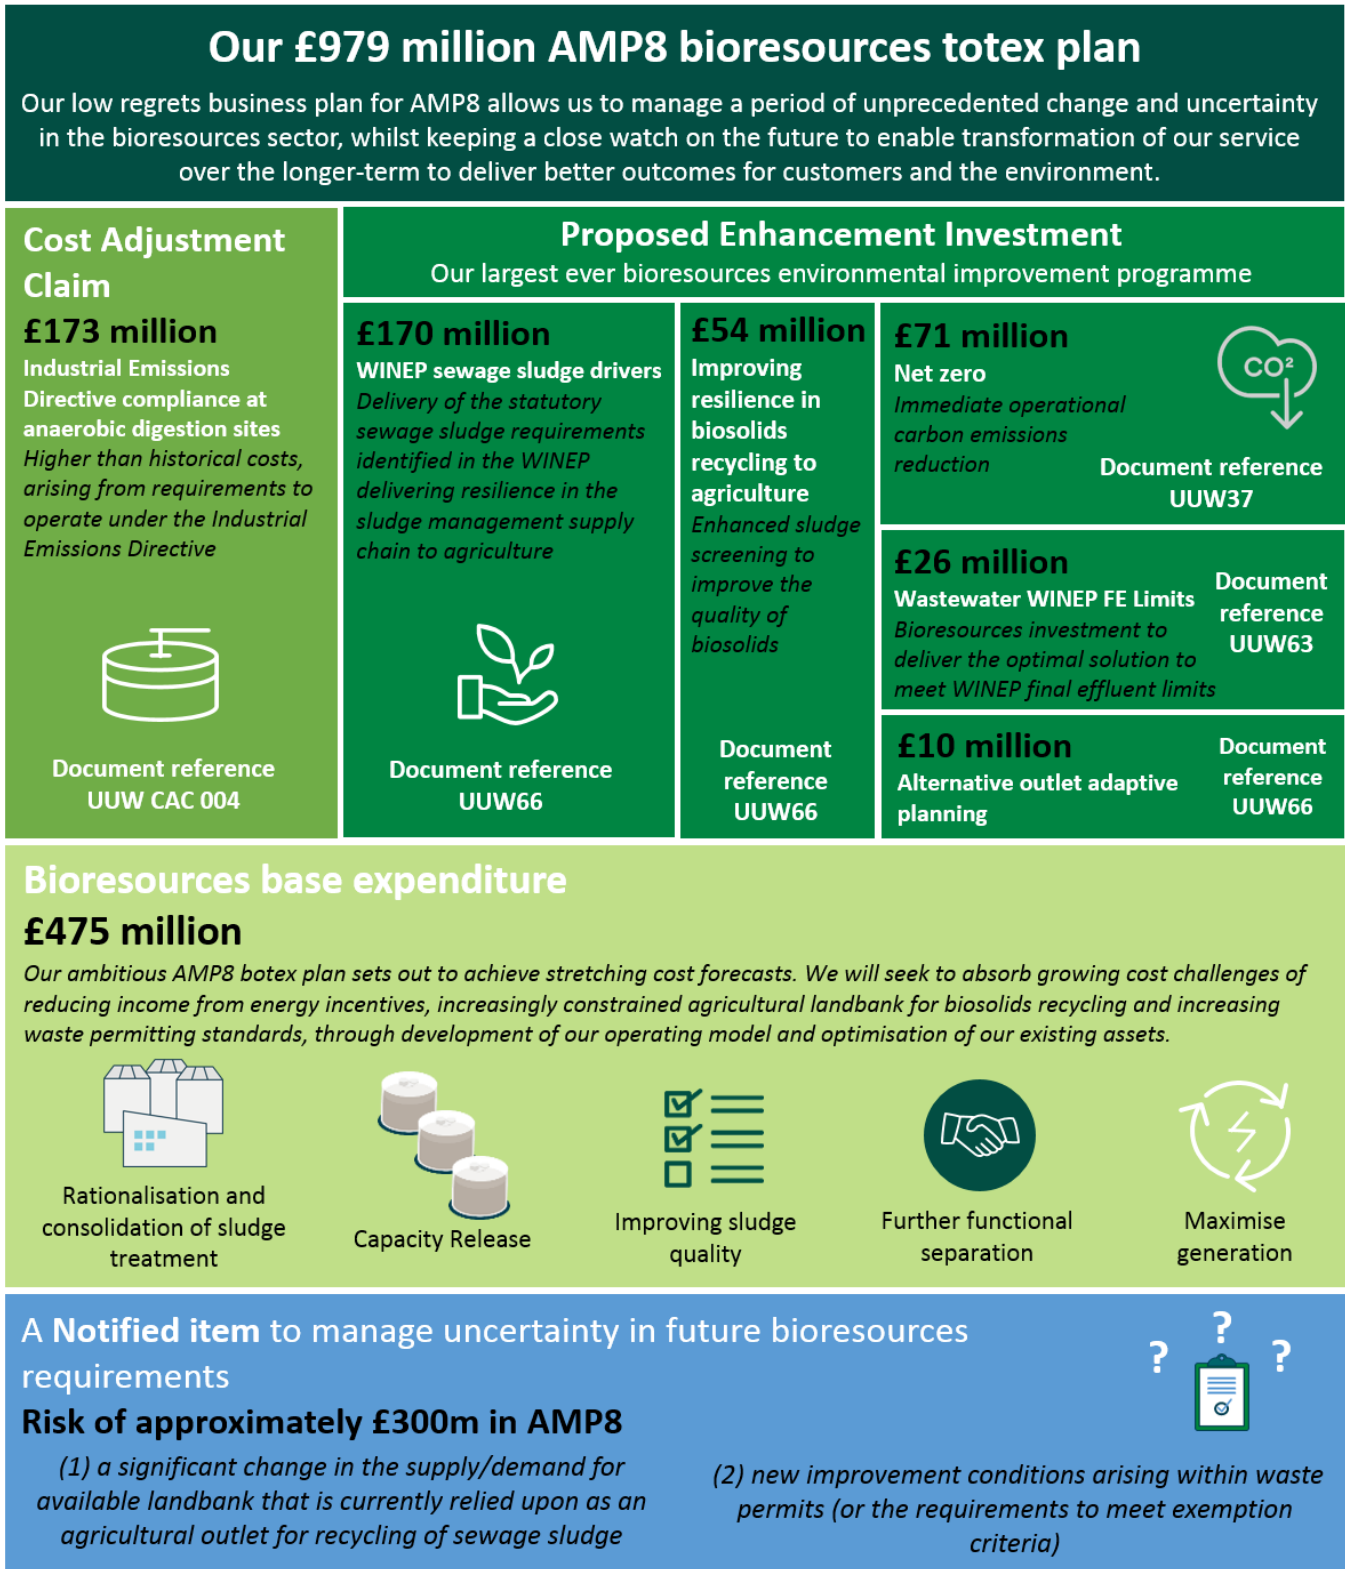 Our £979 million AMP8 bioresources totex plan
Our low regrets business plan for AMP8 allows us to manage a period of unprecedented change and uncertainty
in the bioresources sector, whilst keeping a close watch on the future to enable transformation of our service
over the longer-term to deliver better outcomes for customers and the environment.
Cost Adjustment
Claim
£173 million
Industrial Emissions
Directive compliance at
anaerobic digestion sites
Higher than historical costs,
arising from requirements to
operate under the Industrial
Emissions Directive
Document reference
UUW CAC 004
Proposed Enhancement Investment
Our largest ever bioresources environmental improvement programme
£170 million
WINEP sewage sludge drivers
Delivery of the statutory
sewage sludge requirements
identified in the WINEP
delivering resilience in the
sludge management supply
chain to agriculture
Document reference
UUW66
£54 million
Improving
resilience in
biosolids
recycling to
agriculture
Enhanced sludge
screening to
improve the
quality of
biosolids
Document
reference
UUW66
£71 million
Net zero
Immediate operational
carbon emissions
reduction
CO²
Document reference
UUW37
£26 million
Wastewater WINEP FE Limits
Bioresources investment to
deliver the optimal solution to
meet WINEP final effluent limits
Document
reference
UUW63
£10 million
Alternative outlet adaptive
planning
Document
reference
UUW66
Bioresources base expenditure
£475 million
Our ambitious AMP8 botex plan sets out to achieve stretching cost forecasts. We will seek to absorb growing cost challenges of
reducing income from energy incentives, increasingly constrained agricultural landbank for biosolids recycling and increasing
waste permitting standards, through development of our operating model and optimisation of our existing assets.
Rationalisation and
consolidation of sludge
treatment
Capacity Release
Improving sludge
quality
Further functional
separation
Maximise
generation
A Notified item to manage uncertainty in future bioresources
requirements
Risk of approximately £300m in AMP8
? ? ?
(1) a significant change in the supply/demand for
available landbank that is currently relied upon as an
agricultural outlet for recycling of sewage sludge
(2) new improvement conditions arising within waste
permits (or the requirements to meet exemption
criteria)